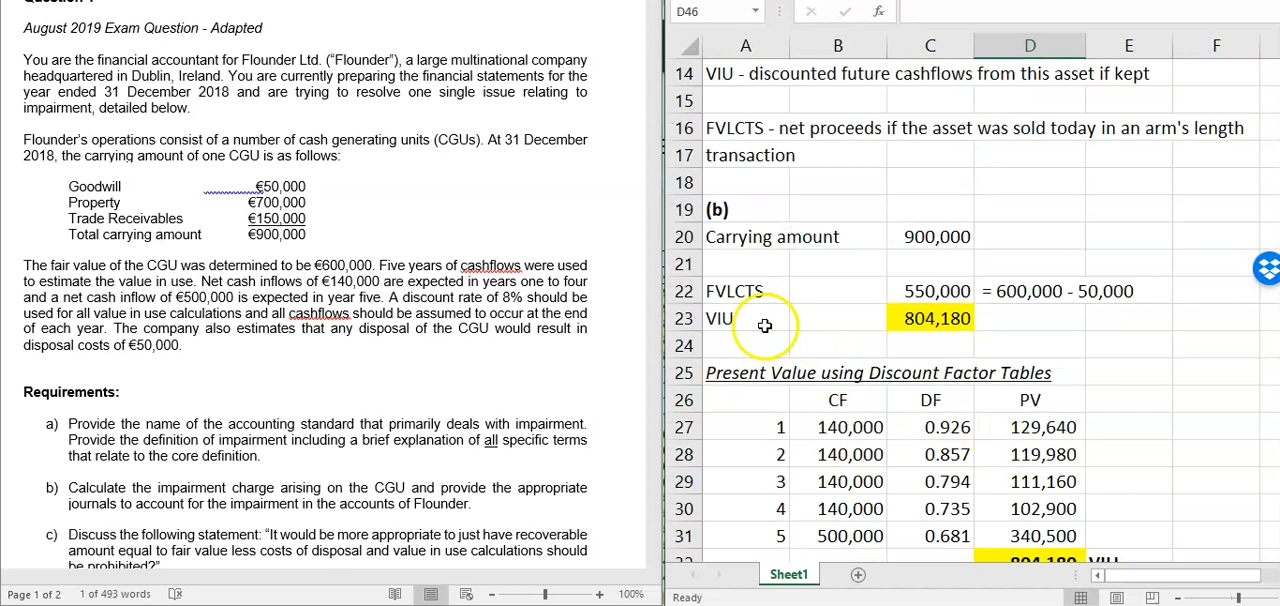 August 2019 Exam Question - Adapted
You are the financial accountant for Flounder Ltd. (“Flounder”), a large multinational company
headquartered in Dublin, Ireland. You are currently preparing the financial statements for the
year ended 31 December 2018 and are trying to resolve one single issue relating to
impairment, detailed below.
Flounder’s operations consist of a number of cash generating units (CGUs). At 31 December
2018, the carrying amount of one CGU is as follows:
Goodwill €50,000
Property €700,000
Trade Receivables €150,000
Total carrying amount €900,000
The fair value of the CGU was determined to be €600,000. Five years of cashflows were used
to estimate the value in use. Net cash inflows of €140,000 are expected in years one to four
and a net cash inflow of €500,000 is expected in year five. A discount rate of 8% should be
used for all value in use calculations and all cashflows should be assumed to occur at the end
of each year. The company also estimates that any disposal of the CGU would result in
disposal costs of €50,000.
Requirements:
a) Provide the name of the accounting standard that primarily deals with impairment.
Provide the definition of impairment including a brief explanation of all specific terms
that relate to the core definition.
b) Calculate the impairment charge arising on the CGU and provide the appropriate
journals to account for the impairment in the accounts of Flounder.
c) Discuss the following statement: “It would be more appropriate to just have recoverable
amount equal to fair value less costs of disposal and value in use calculations should
be prohibited?”
Page 1 of 2 1 of 493 words 100%
D46 fx
A B C D E F
14 VIU - discounted future cashflows from this asset if kept
15
16 FVLCTS - net proceeds if the asset was sold today in an arm's length
17 transaction
18
19 (b)
20 Carrying amount 900,000
21
22 FVLCTS 550,000 = 600,000 - 50,000
23 VIU 804,180
24
25 Present Value using Discount Factor Tables
26 CF DF PV
27 1 140,000 0.926 129,640
28 2 140,000 0.857 119,980
29 3 140,000 0.794 111,160
30 4 140,000 0.735 102,900
31 5 500,000 0.681 340,500
804,180 VIU
Sheet1
Ready